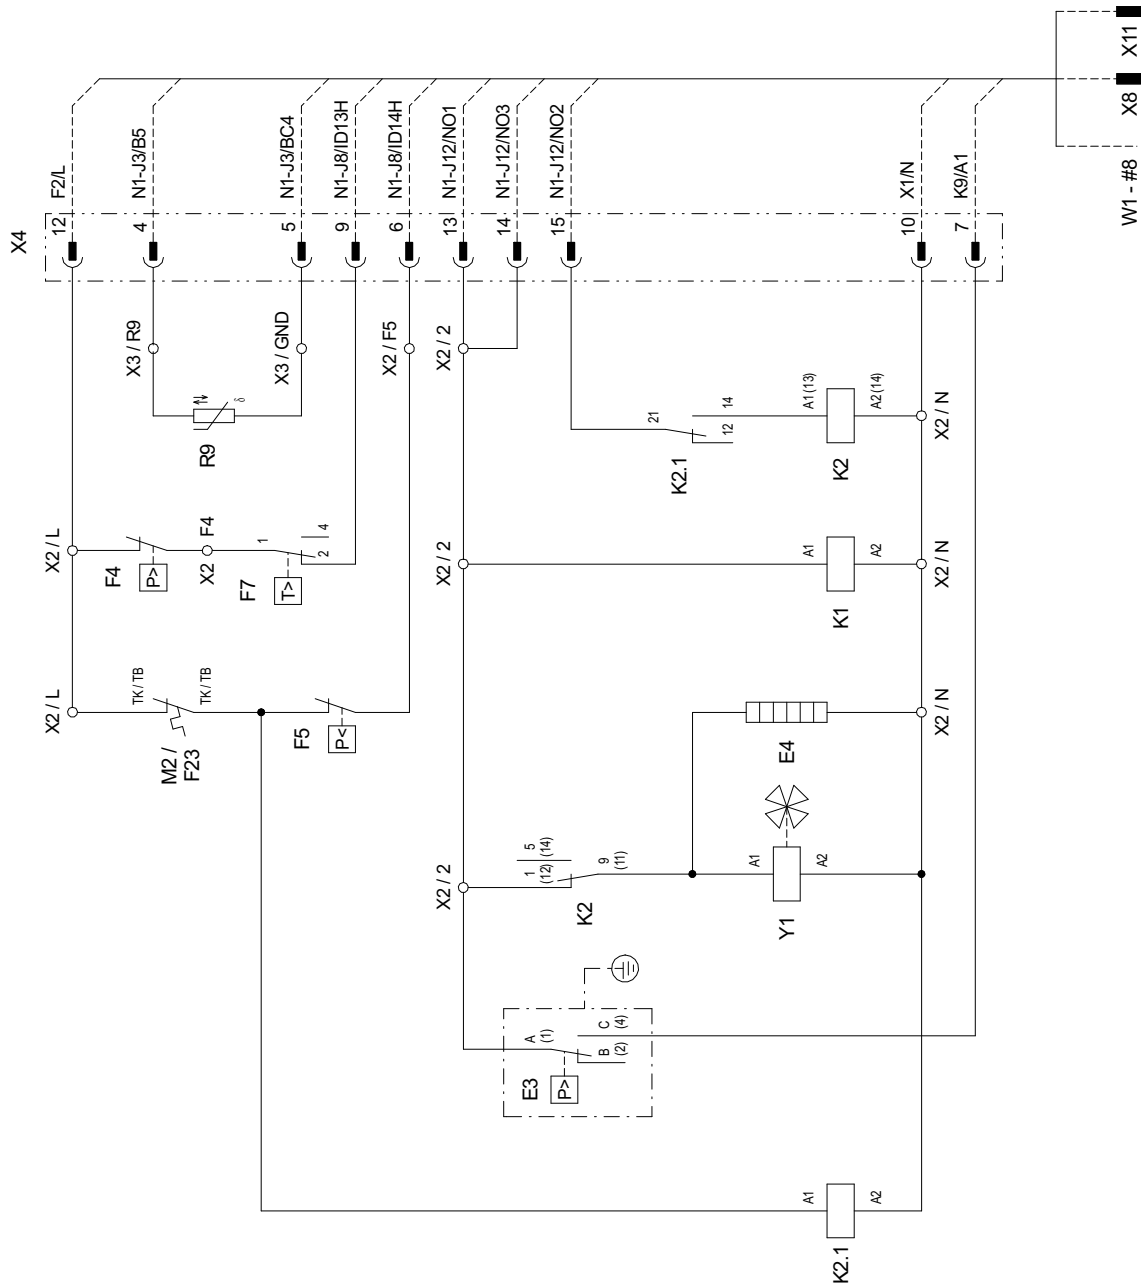 X4
12
F2/L
4
N1-J3/B5
5
N1-J3/BC4
9
N1-J8/ID13H
6
N1-J8/ID14H
13
N1-J12/NO1
14
N1-J12/NO3
15
N1-J12/NO2
10
X1/N
7
K9/A1
W1 - #8
X8
X11
X3 / R9
X3 / GND
X2 / F5
X2 / 2
R9
δ
K2.1
21
12
14
A1(13)
A2(14)
K2
X2 / N
X2 / L
F4
P>
X2
F4
F7
T>
1
2
4
X2 / 2
A1
A2
K1
X2 / N
X2 / L
TK / TB
TK / TB
M2 /
F23
F5
P<
E4
X2 / N
X2 / 2
1
(12)
5
(14)
9
(11)
K2
A1
A2
Y1
E3
P>
A
(1)
B
(2)
C
(4)
A1
A2
K2.1